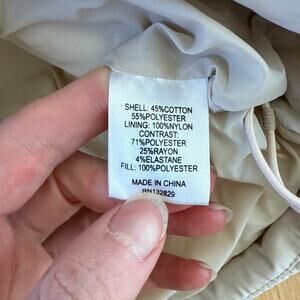 SHELL: 45%COTTON
55%POLYESTER
LINING: 100%NYLON
CONTRAST:
71%POLYESTER
25%RAYON
4%ELASTANE
FILL: 100%POLYESTER
MADE IN CHINA
RN132829